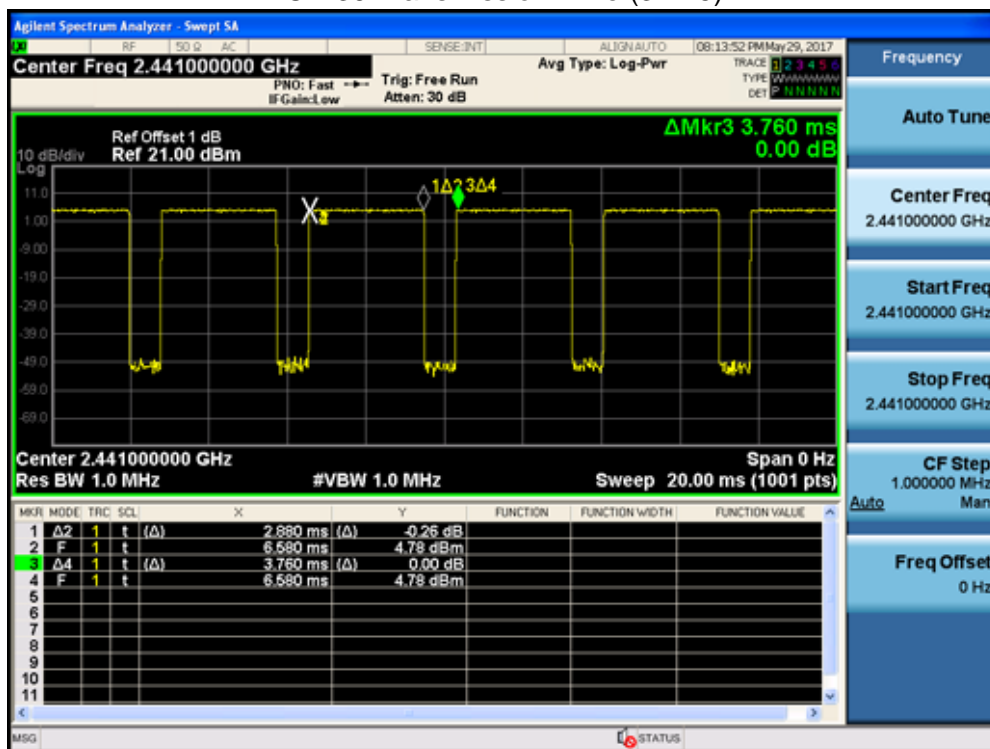 Agilent Spectrum Analyzer - Swept SA
RF 50 Ω AC SENSE:INT ALIGNAUTO 08:13:52 PMMay 29, 2017
Center Freq 2.441000000 GHz
PNO: Fast
IFGain:Low
Trig: Free Run
Atten: 30 dB
Avg Type: Log-Pwr
TRACE 1 2 3 4 5 6
TYPE
DET P N N N N N
Ref Offset 1 dB
10 dB/div Ref 21.00 dBm
Log
ΔMkr3 3.760 ms
0.00 dB
1Δ2 3Δ4
X
11.0
1.00
-9.00
-19.0
-29.0
-39.0
-49.0
-59.0
-69.0
Center 2.441000000 GHz Span 0 Hz
Res BW 1.0 MHz #VBW 1.0 MHz Sweep 20.00 ms (1001 pts)
MKR MODE TRC SCL X Y FUNCTION FUNCTION WIDTH FUNCTION VALUE
1 Δ2 1 t (Δ) 2.880 ms (Δ) -0.26 dB
2 F 1 t 6.580 ms 4.78 dBm
3 Δ4 1 t (Δ) 3.760 ms (Δ) 0.00 dB
4 F 1 t 6.580 ms 4.78 dBm
5
6
7
8
9
10
11
MSG STATUS
Frequency
Auto Tune
Center Freq
2.441000000 GHz
Start Freq
2.441000000 GHz
Stop Freq
2.441000000 GHz
CF Step
1.000000 MHz
Auto Man
Freq Offset
0 Hz